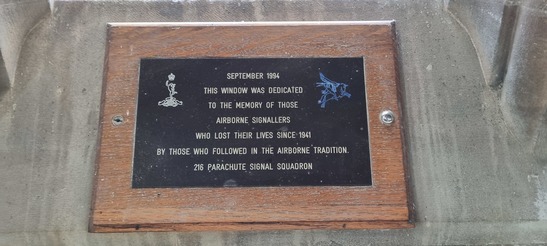 SEPTEMBER 1994
THIS WINDOW WAS DEDICATED
TO THE MEMORY OF THOSE
AIRBORNE SIGNALLERS
WHO LOST THEIR LIVES SINCE 1941
BY THOSE WHO FOLLOWED IN THE AIRBORNE TRADITION.
216 PARACHUTE SIGNAL SQUADRON